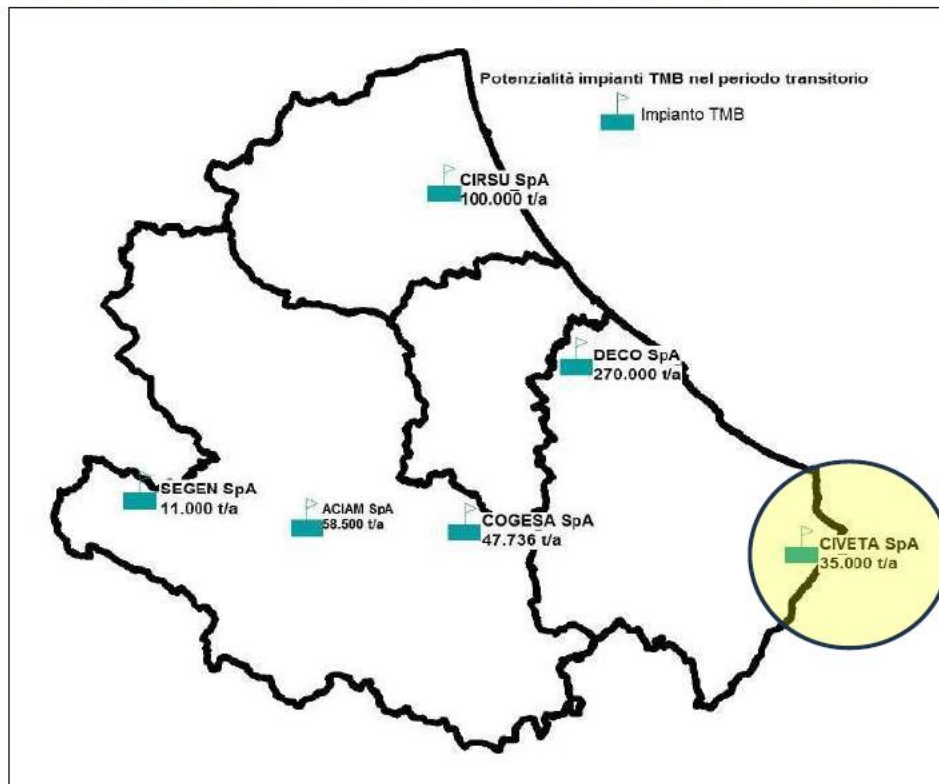 Potenzialità impianti TMB nel periodo transitorio
Impianto TMB
CIRSU SpA
100.000 t/a
DECO SpA
270.000 t/a
SEGEN SpA
11.000 t/a
ACIAM SpA
58.500 t/a
COGESA SpA
47.736 t/a
CIVETA SpA
35.000 t/a